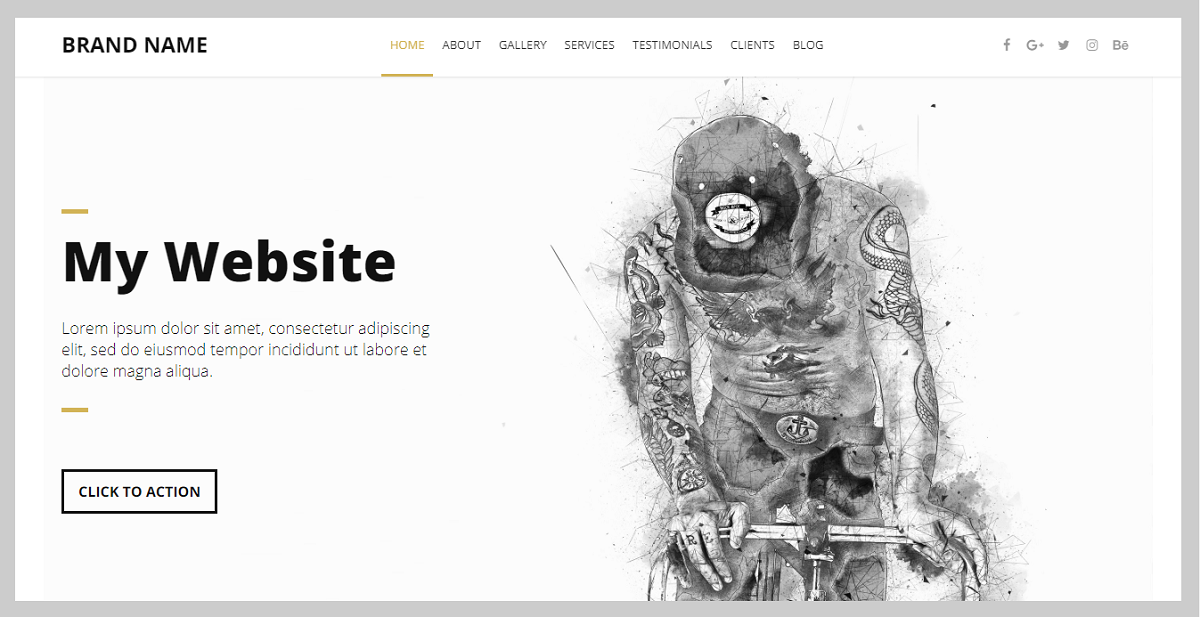 BRAND NAME
HOME ABOUT GALLERY SERVICES TESTIMONIALS CLIENTS BLOG
f G+ Bē
My Website
Lorem ipsum dolor sit amet, consectetur adipiscing
elit, sed do eiusmod tempor incididunt ut labore et
dolore magna aliqua.
CLICK TO ACTION